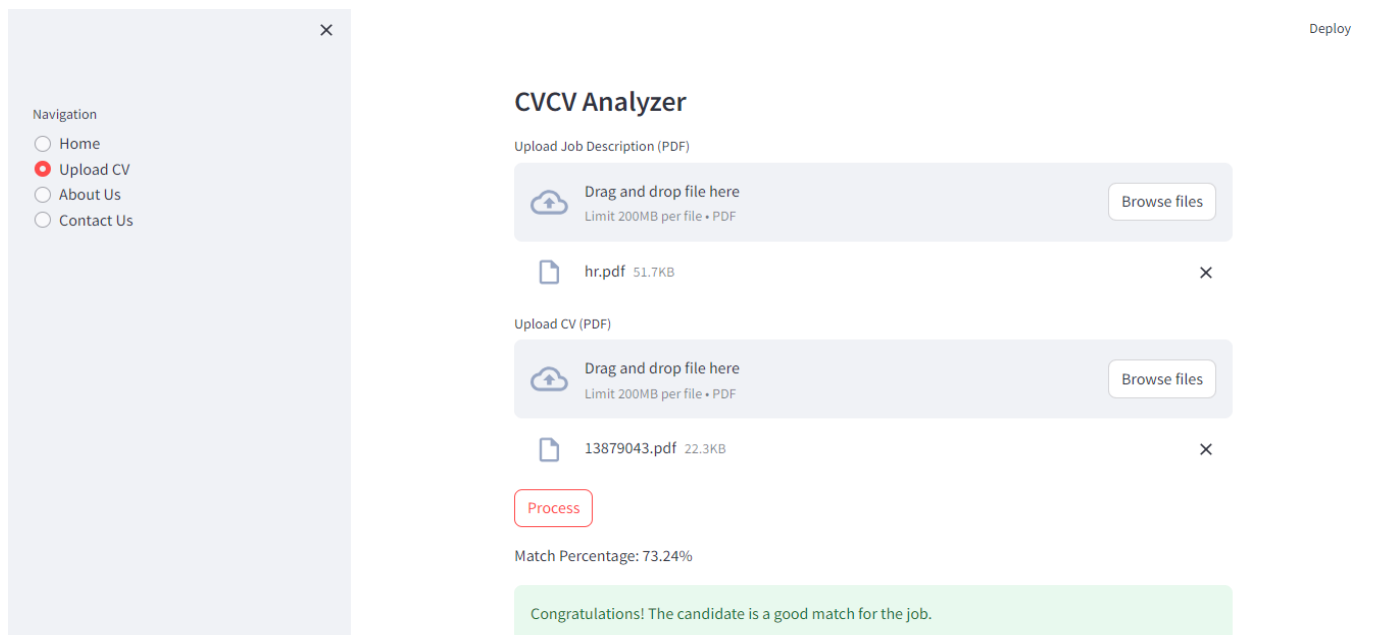 Deploy
Navigation
Home
Upload CV
About Us
Contact Us
CVCV Analyzer
Upload Job Description (PDF)
Drag and drop file here
Limit 200MB per file • PDF
Browse files
hr.pdf 51.7KB
Upload CV (PDF)
Drag and drop file here
Limit 200MB per file • PDF
Browse files
13879043.pdf 22.3KB
Process
Match Percentage: 73.24%
Congratulations! The candidate is a good match for the job.